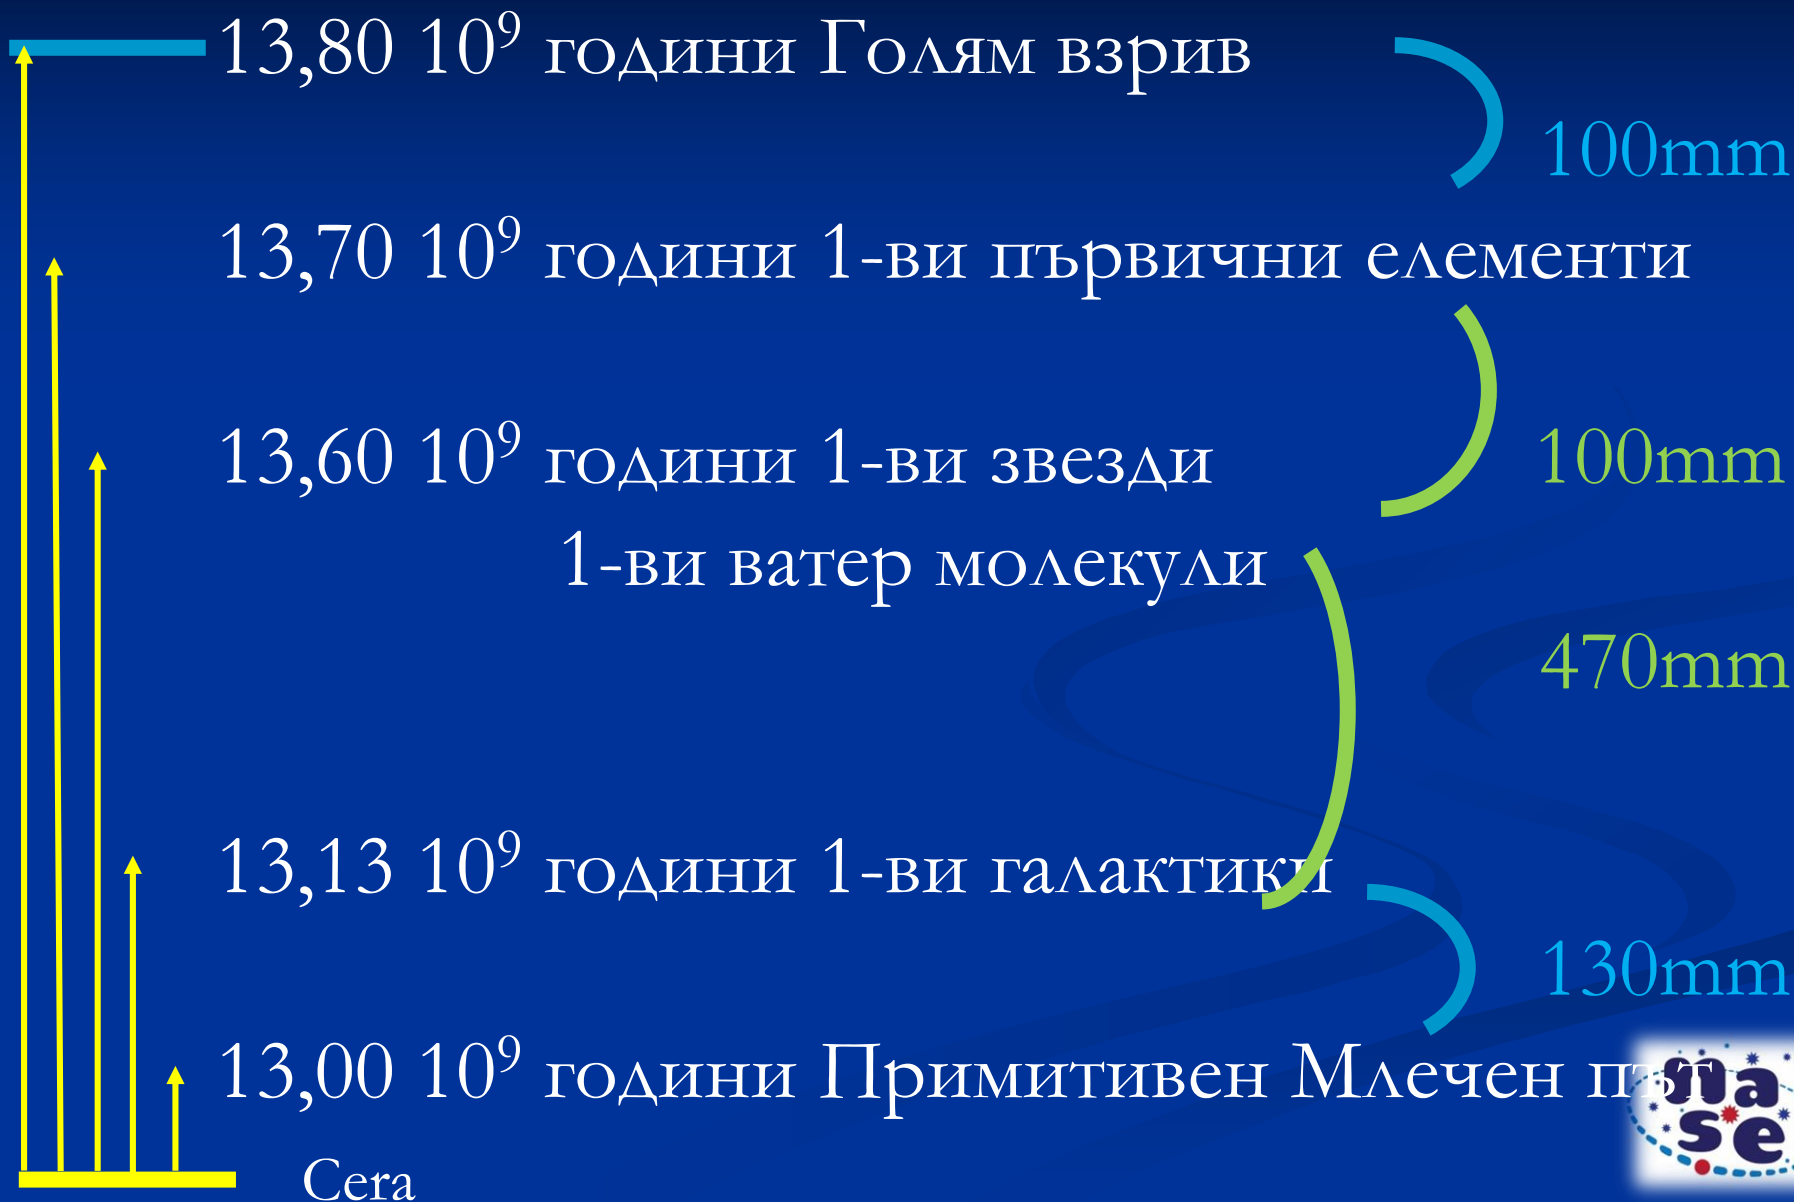 13,80 10⁹ години Голям взрив
100mm
13,70 10⁹ години 1-ви първични елементи
13,60 10⁹ години 1-ви звезди
100mm
1-ви ватер молекули
470mm
13,13 10⁹ години 1-ви галактики
130mm
13,00 10⁹ години Примитивен Млечен път
nase
Сега